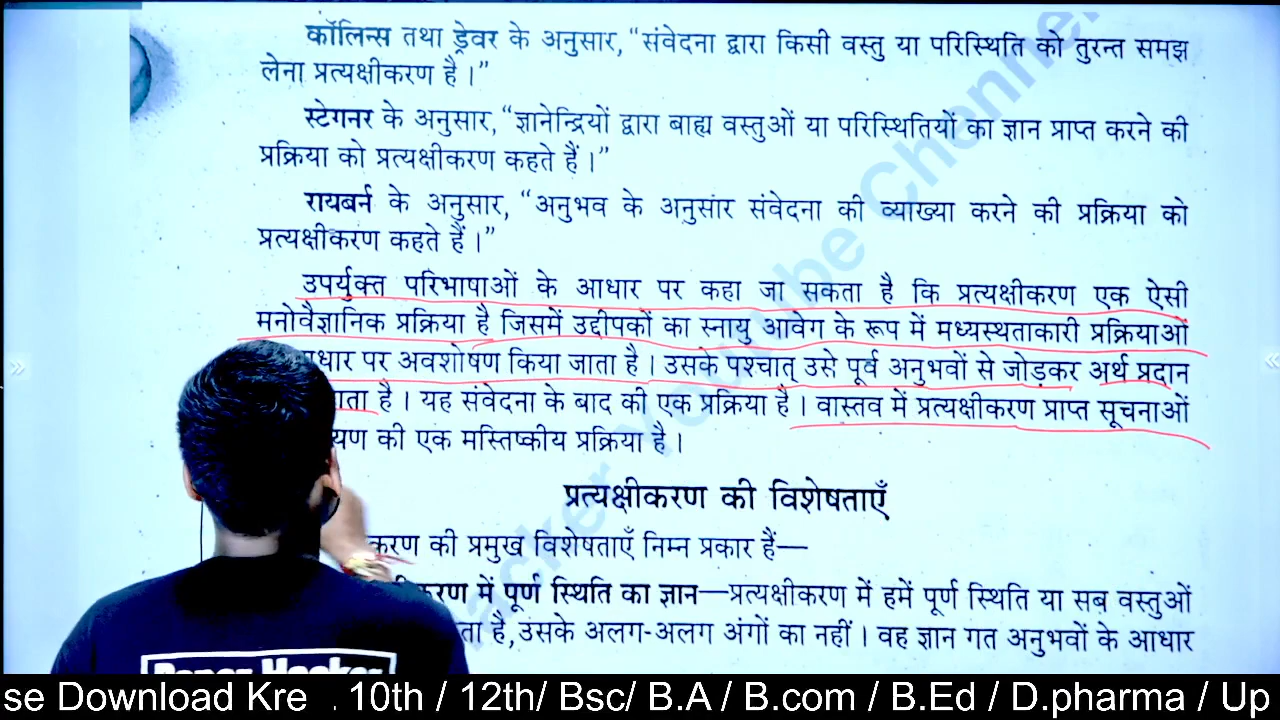 कॉलिन्स तथा ड्रेवर के अनुसार, “संवेदना द्वारा किसी वस्तु या परिस्थिति को तुरन्त समझ
लेना प्रत्यक्षीकरण है।”
स्टेगनर के अनुसार, “ज्ञानेन्द्रियों द्वारा बाह्य वस्तुओं या परिस्थितियों का ज्ञान प्राप्त करने की
प्रक्रिया को प्रत्यक्षीकरण कहते हैं।”
रायबर्न के अनुसार, “अनुभव के अनुसार संवेदना की व्याख्या करने की प्रक्रिया को
प्रत्यक्षीकरण कहते हैं।”
उपर्युक्त परिभाषाओं के आधार पर कहा जा सकता है कि प्रत्यक्षीकरण एक ऐसी
मनोवैज्ञानिक प्रक्रिया है जिसमें उद्दीपकों का स्नायु आवेग के रूप में मध्यस्थताकारी प्रक्रियाओं
पर अवशोषण किया जाता है। उसके पश्चात् उसे पूर्व अनुभवों से जोड़कर अर्थ प्रदान
है। यह संवेदना के बाद की एक प्रक्रिया है। वास्तव में प्रत्यक्षीकरण प्राप्त सूचनाओं
की एक मस्तिष्कीय प्रक्रिया है।
प्रत्यक्षीकरण की विशेषताएँ
करण की प्रमुख विशेषताएँ निम्न प्रकार हैं—
में पूर्ण स्थिति का ज्ञान—प्रत्यक्षीकरण में हमें पूर्ण स्थिति या सब वस्तुओं
है, उसके अलग-अलग अंगों का नहीं। वह ज्ञान गत अनुभवों के आधार
Youtube Chennel
se Download Kre . 10th / 12th/ Bsc/ B.A / B.com / B.Ed / D.pharma / Up